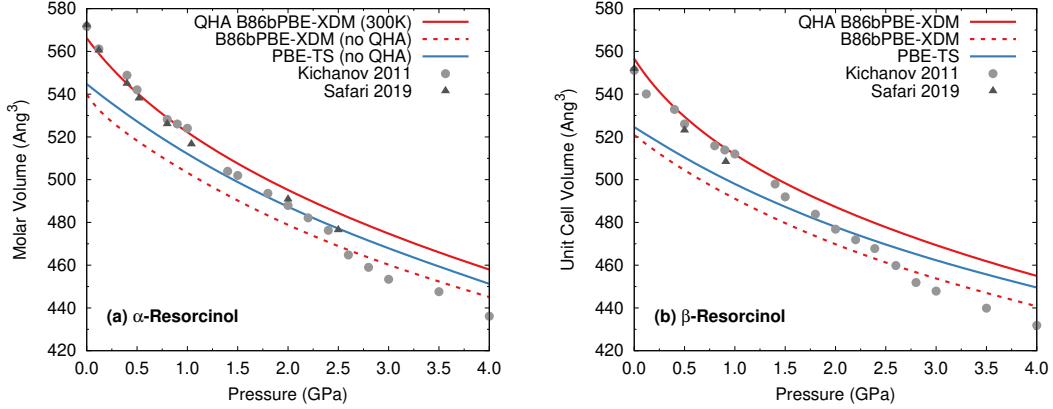 QHA B86bPBE-XDM (300K)
B86bPBE-XDM (no QHA)
PBE-TS (no QHA)
Kichanov 2011
Safari 2019
Molar Volume (Ang³)
580
560
540
520
500
480
460
440
420
(a) α-Resorcinol
0.0 0.5 1.0 1.5 2.0 2.5 3.0 3.5 4.0
Pressure (GPa)
QHA B86bPBE-XDM
B86bPBE-XDM
PBE-TS
Kichanov 2011
Safari 2019
Unit Cell Volume (Ang³)
580
560
540
520
500
480
460
440
420
(b) β-Resorcinol
0.0 0.5 1.0 1.5 2.0 2.5 3.0 3.5 4.0
Pressure (GPa)